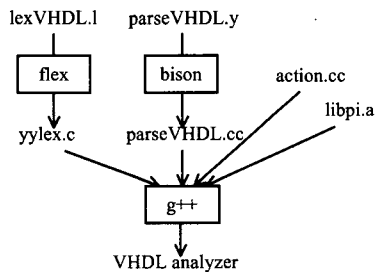 lexVHDL.l parseVHDL.y
flex bison action.cc
libpi.a
yylex.c parseVHDL.cc
g++
VHDL analyzer